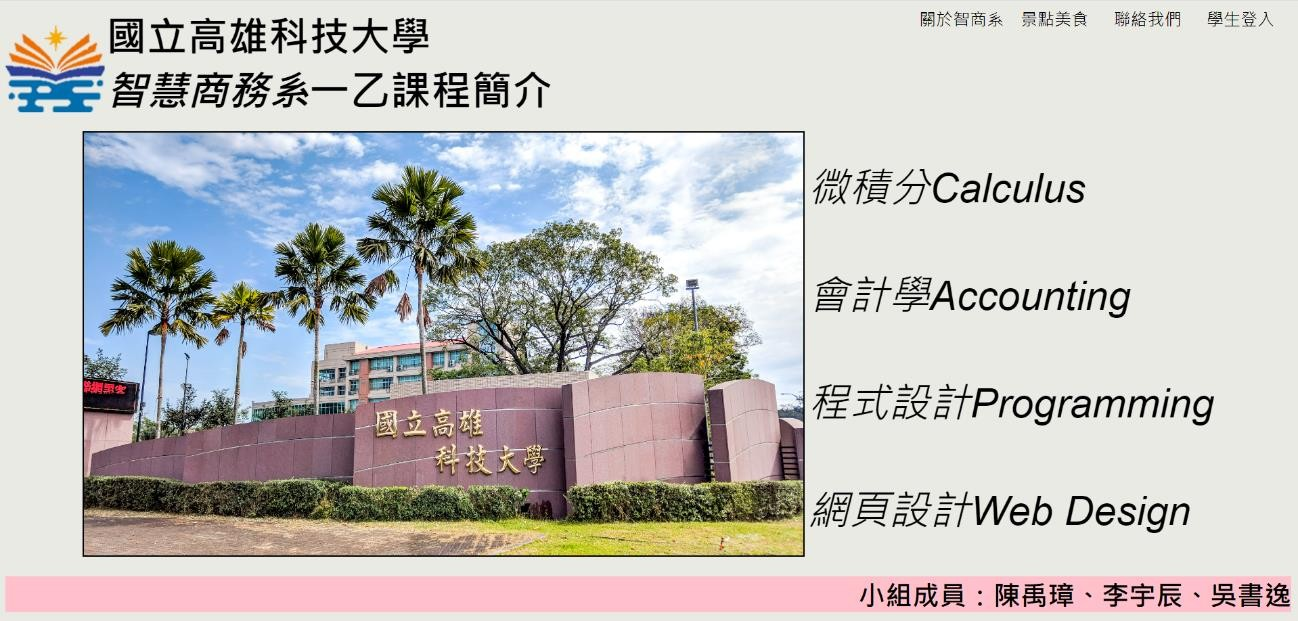 國立高雄科技大學
智慧商務系一乙課程簡介
關於智商系 景點美食 聯絡我們 學生登入
國立高雄
科技大學
微積分Calculus
會計學Accounting
程式設計Programming
網頁設計Web Design
小組成員：陳禹璋、李宇辰、吳書逸